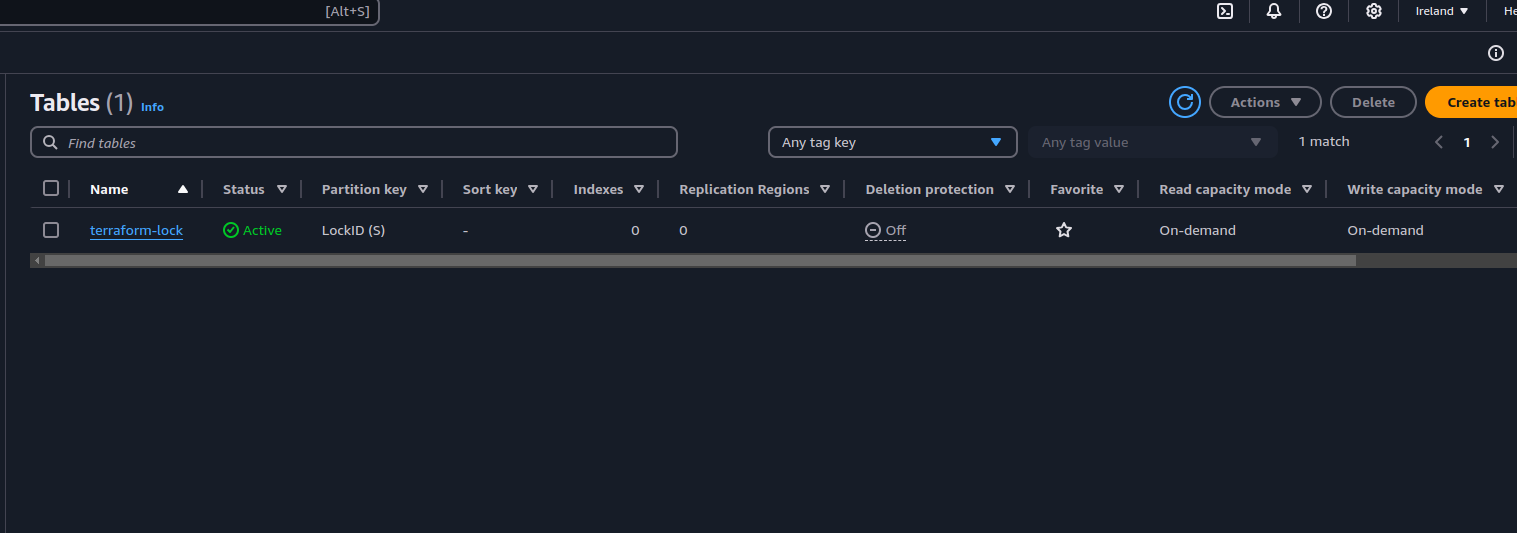 [Alt+S]
Ireland
Tables (1) Info
Actions
Delete
Create tab
Find tables
Any tag key
Any tag value
1 match
1
Name Status Partition key Sort key Indexes Replication Regions Deletion protection Favorite Read capacity mode Write capacity mode
terraform-lock Active LockID (S) - 0 0 Off On-demand On-demand